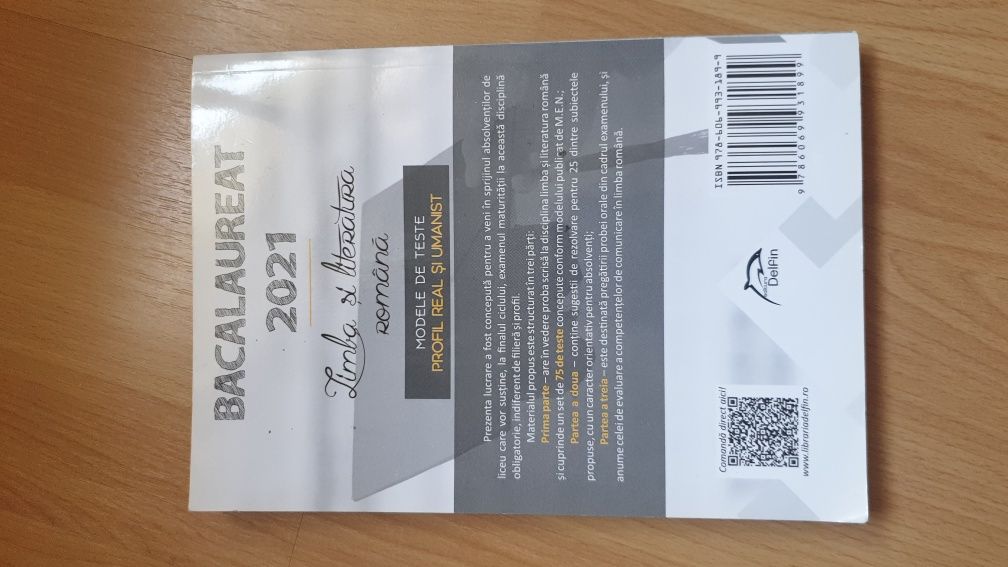 BACALAUREAT
2021
Limba și literatura
română
MODELE DE TESTE
PROFIL REAL ȘI UMANIST
Prezenta lucrare a fost concepută pentru a veni în sprijinul absolvenților de
liceu care vor susține, la finalul ciclului, examenul maturității la această disciplină
obligatorie, indiferent de filieră și profil.
Materialul propus este structurat în trei părți:
Prima parte – are în vedere proba scrisă la disciplina limba și literatura română
și cuprinde un set de 75 de teste concepute conform modelului publicat de M.E.N.;
Partea a doua – conține sugestii de rezolvare pentru 25 dintre subiectele
propuse, cu un caracter orientativ pentru absolvenți;
Partea a treia – este destinată pregătirii probei orale din cadrul examenului, și
anume celei de evaluare a competențelor de comunicare în limba română.
Comandă direct aici!
www.librariadelfin.ro
editura
Delfin
ISBN 978-606-993-189-9
9 786069 931899